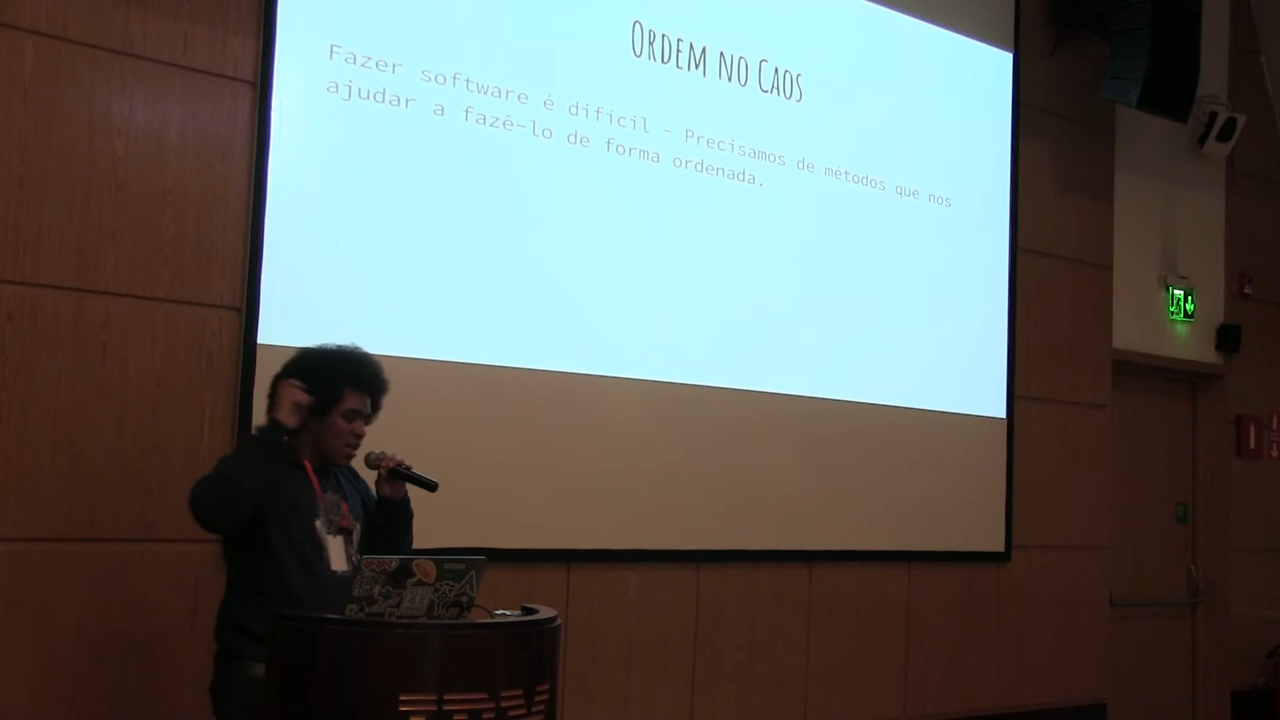 ORDEM NO CAOS
Fazer software é difícil - Precisamos de métodos que nos
ajudar a fazê-lo de forma ordenada.